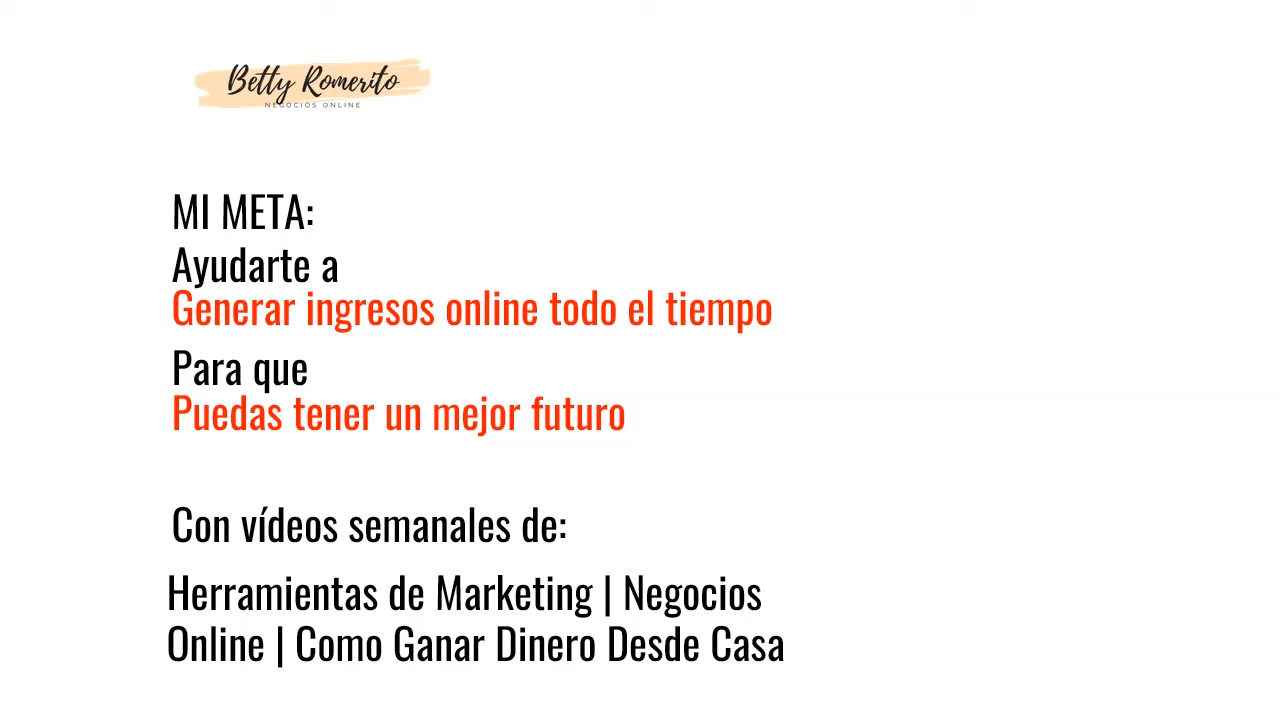 Betty Romerito
NEGOCIOS ONLINE
MI META:
Ayudarte a
Generar ingresos online todo el tiempo
Para que
Puedas tener un mejor futuro
Con vídeos semanales de:
Herramientas de Marketing | Negocios
Online | Como Ganar Dinero Desde Casa